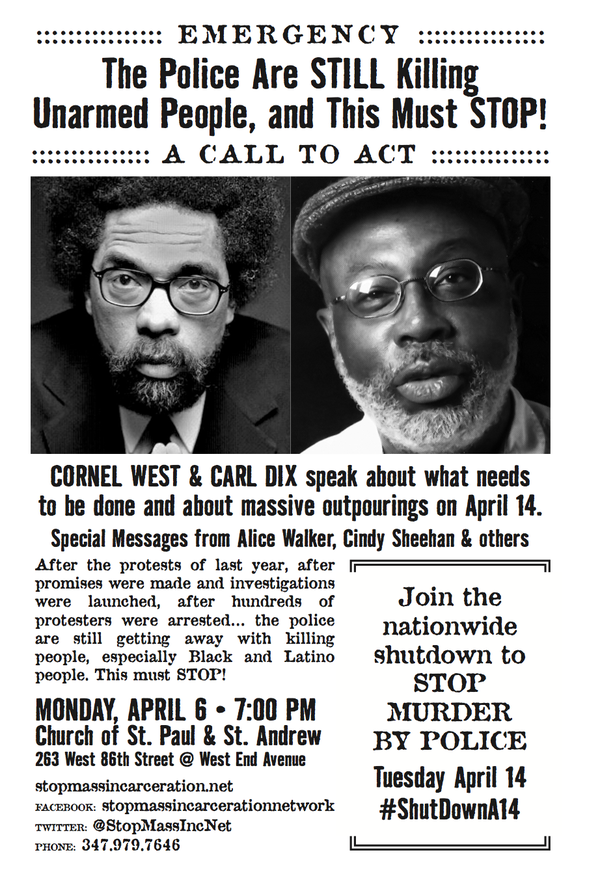 EMERGENCY
The Police Are STILL Killing
Unarmed People, and This Must STOP!
A CALL TO ACT
CORNEL WEST & CARL DIX speak about what needs
to be done and about massive outpourings on April 14.
Special Messages from Alice Walker, Cindy Sheehan & others
After the protests of last year, after
promises were made and investigations
were launched, after hundreds of
protesters were arrested... the police
are still getting away with killing
people, especially Black and Latino
people. This must STOP!
MONDAY, APRIL 6 • 7:00 PM
Church of St. Paul & St. Andrew
263 West 86th Street @ West End Avenue
stopmassincarceration.net
FACEBOOK: stopmassincarcerationnetwork
TWITTER: @StopMassIncNet
PHONE: 347.979.7646
Join the
nationwide
shutdown to
STOP
MURDER
BY POLICE
Tuesday April 14
#ShutDownA14